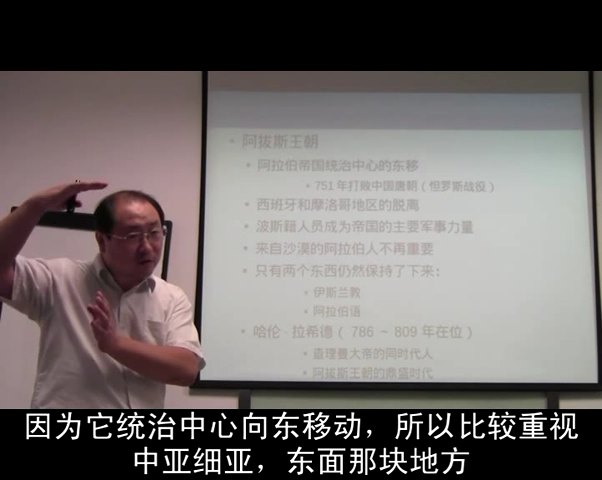 阿拔斯王朝
阿拉伯帝国统治中心的东移
751年打败中国唐朝（怛罗斯战役）
西班牙和摩洛哥地区的脱离
波斯籍人员成为帝国的主要军事力量
来自沙漠的阿拉伯人不再重要
只有两个东西仍然保持了下来：
伊斯兰教
阿拉伯语
哈伦·拉希德（ 786 － 809 年在位）
查理曼大帝的同时代人
阿拔斯王朝的鼎盛时代
因为它统治中心向东移动，所以比较重视
中亚细亚，东面那块地方